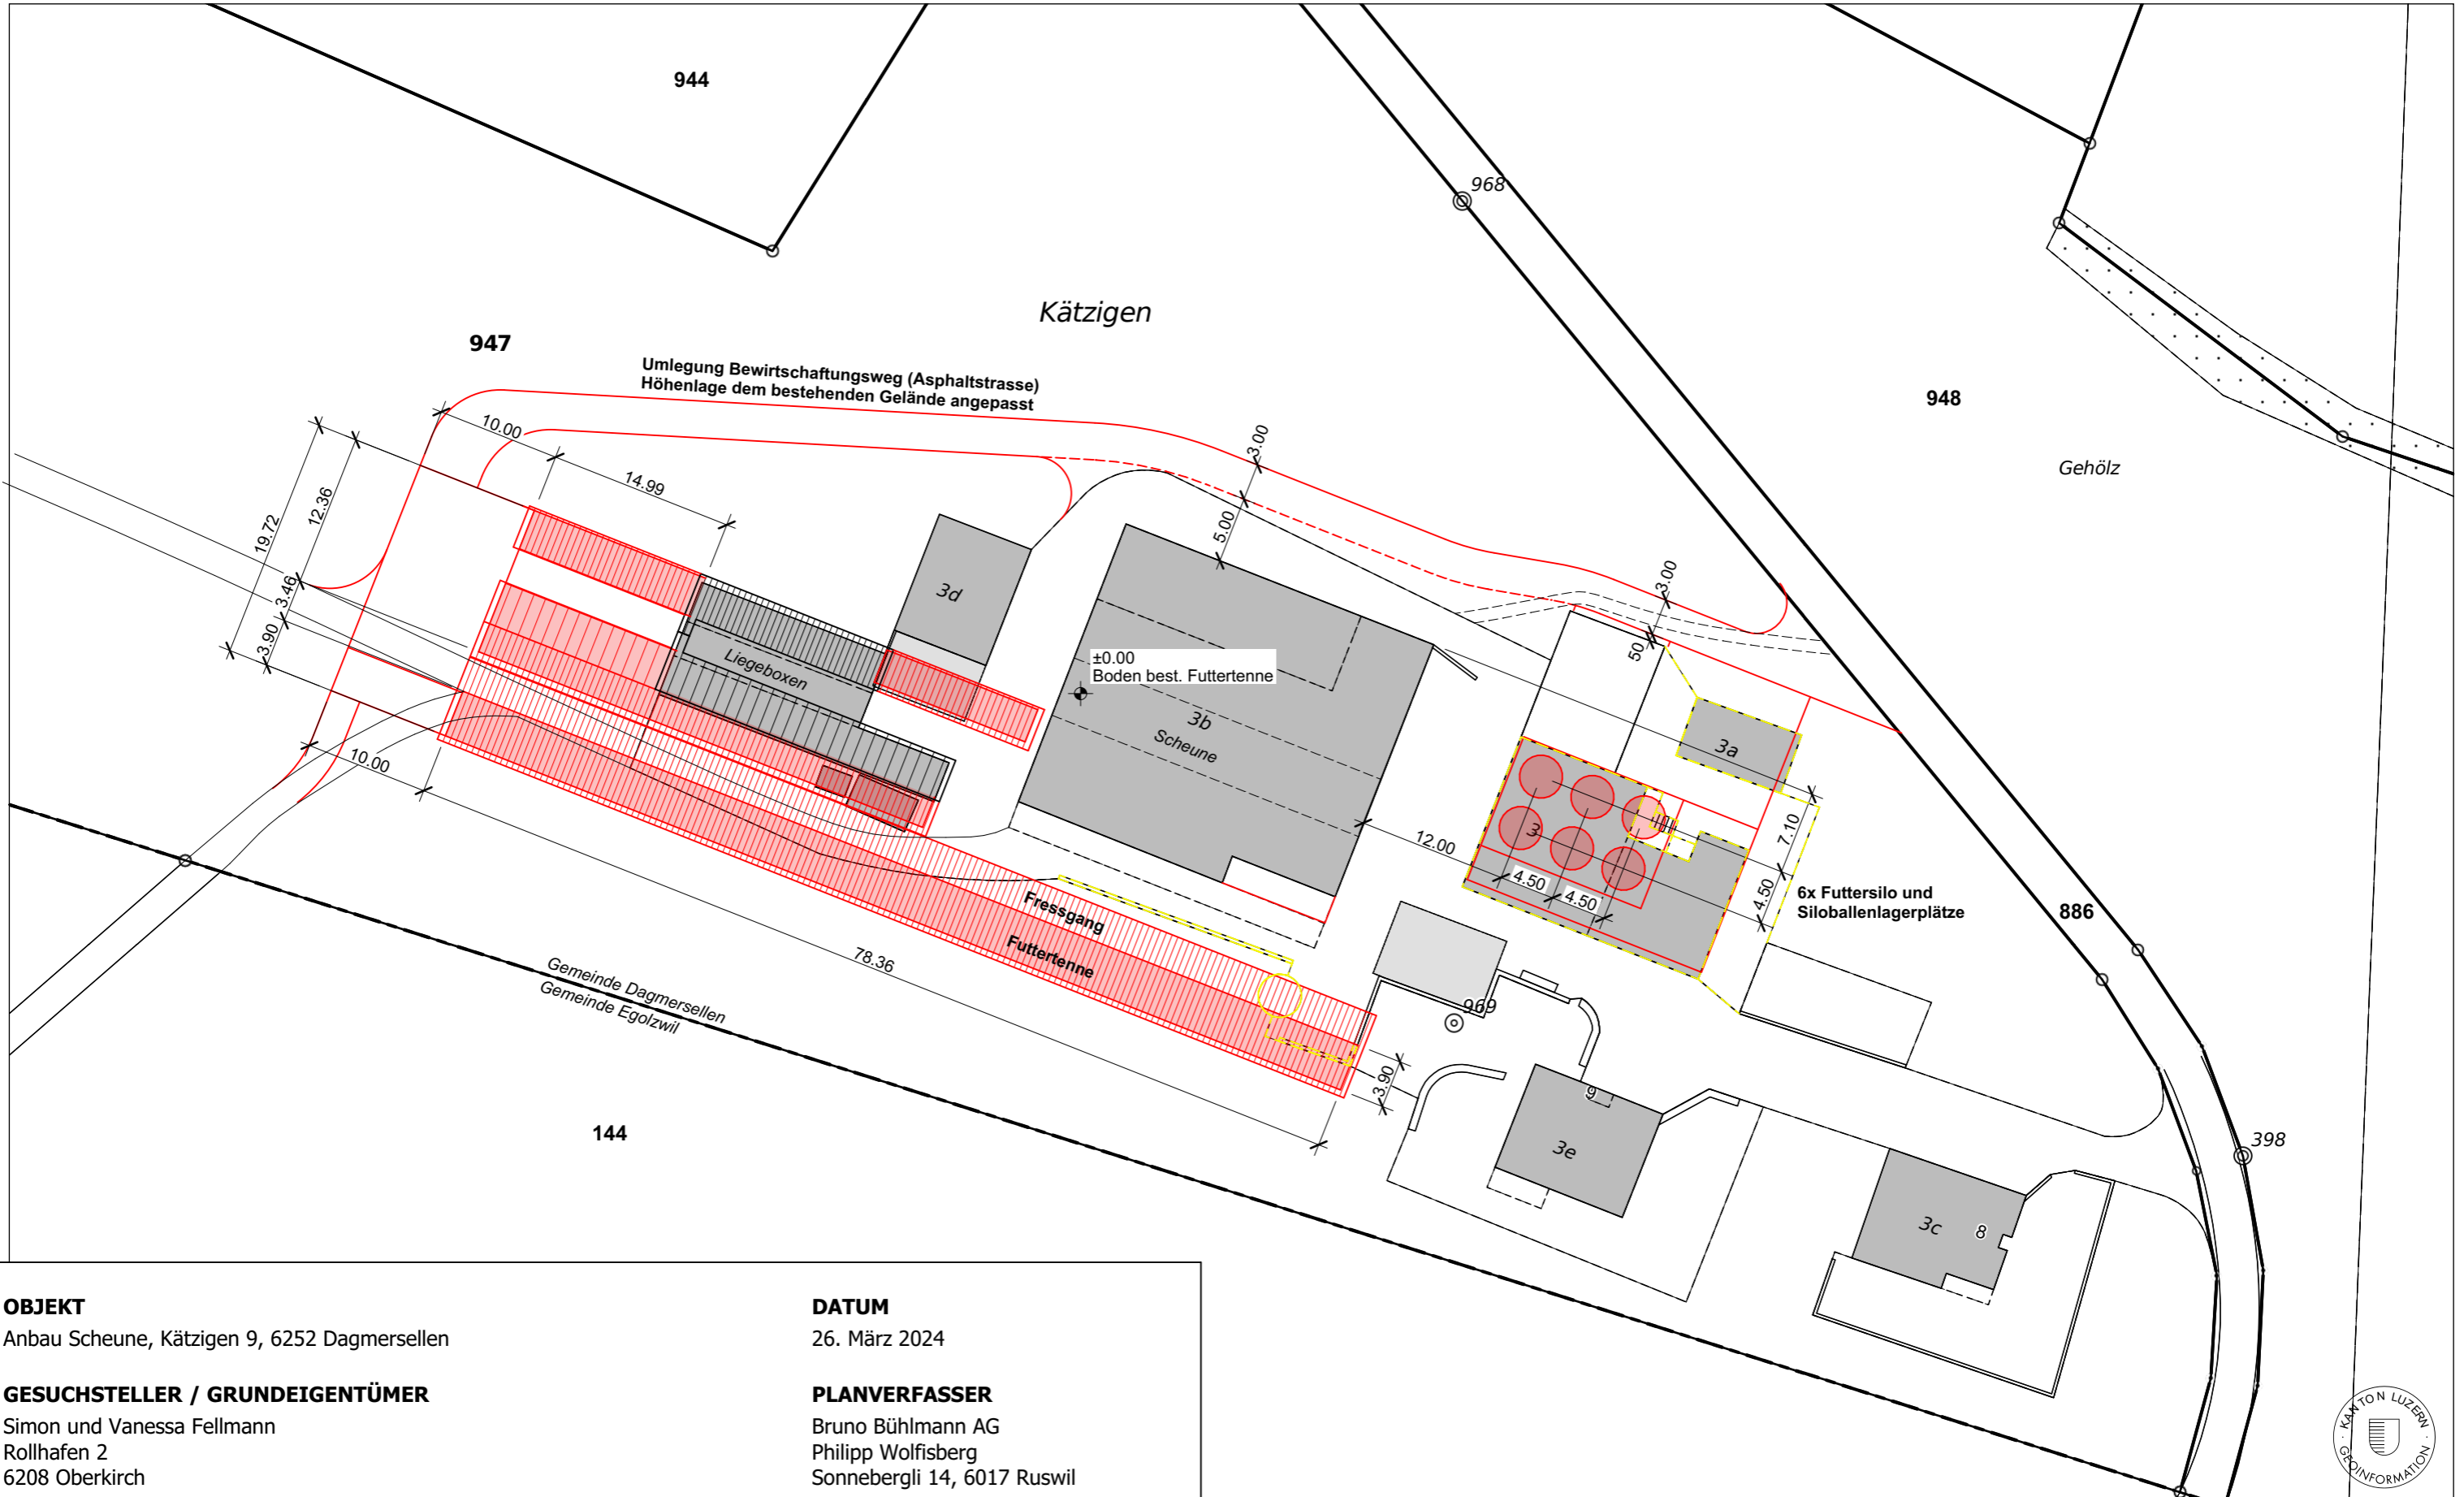 944
968
Kätzigen
947
Umlegung Bewirtschaftungsweg (Asphaltstrasse)
Höhenlage dem bestehenden Gelände angepasst
948
Gehölz
10.00
14.99
3.00
5.00
19.72
12.36
3.46
3.90
3d
Liegeboxen
±0.00
Boden best. Futtertenne
3b
Scheune
3.00
50
3a
3
12.00
4.50
4.50
7.10
4.50
6x Futtersilo und
Siloballenlagerplätze
886
10.00
Fressgang
Futtertenne
78.36
Gemeinde Dagmersellen
Gemeinde Egolzwil
969
3.90
9
3e
144
398
3c
8
OBJEKT
Anbau Scheune, Kätzigen 9, 6252 Dagmersellen
DATUM
26. März 2024
GESUCHSTELLER / GRUNDEIGENTÜMER
Simon und Vanessa Fellmann
Rollhafen 2
6208 Oberkirch
PLANVERFASSER
Bruno Bühlmann AG
Philipp Wolfisberg
Sonnebergli 14, 6017 Ruswil
KANTON LUZERN
GEOINFORMATION